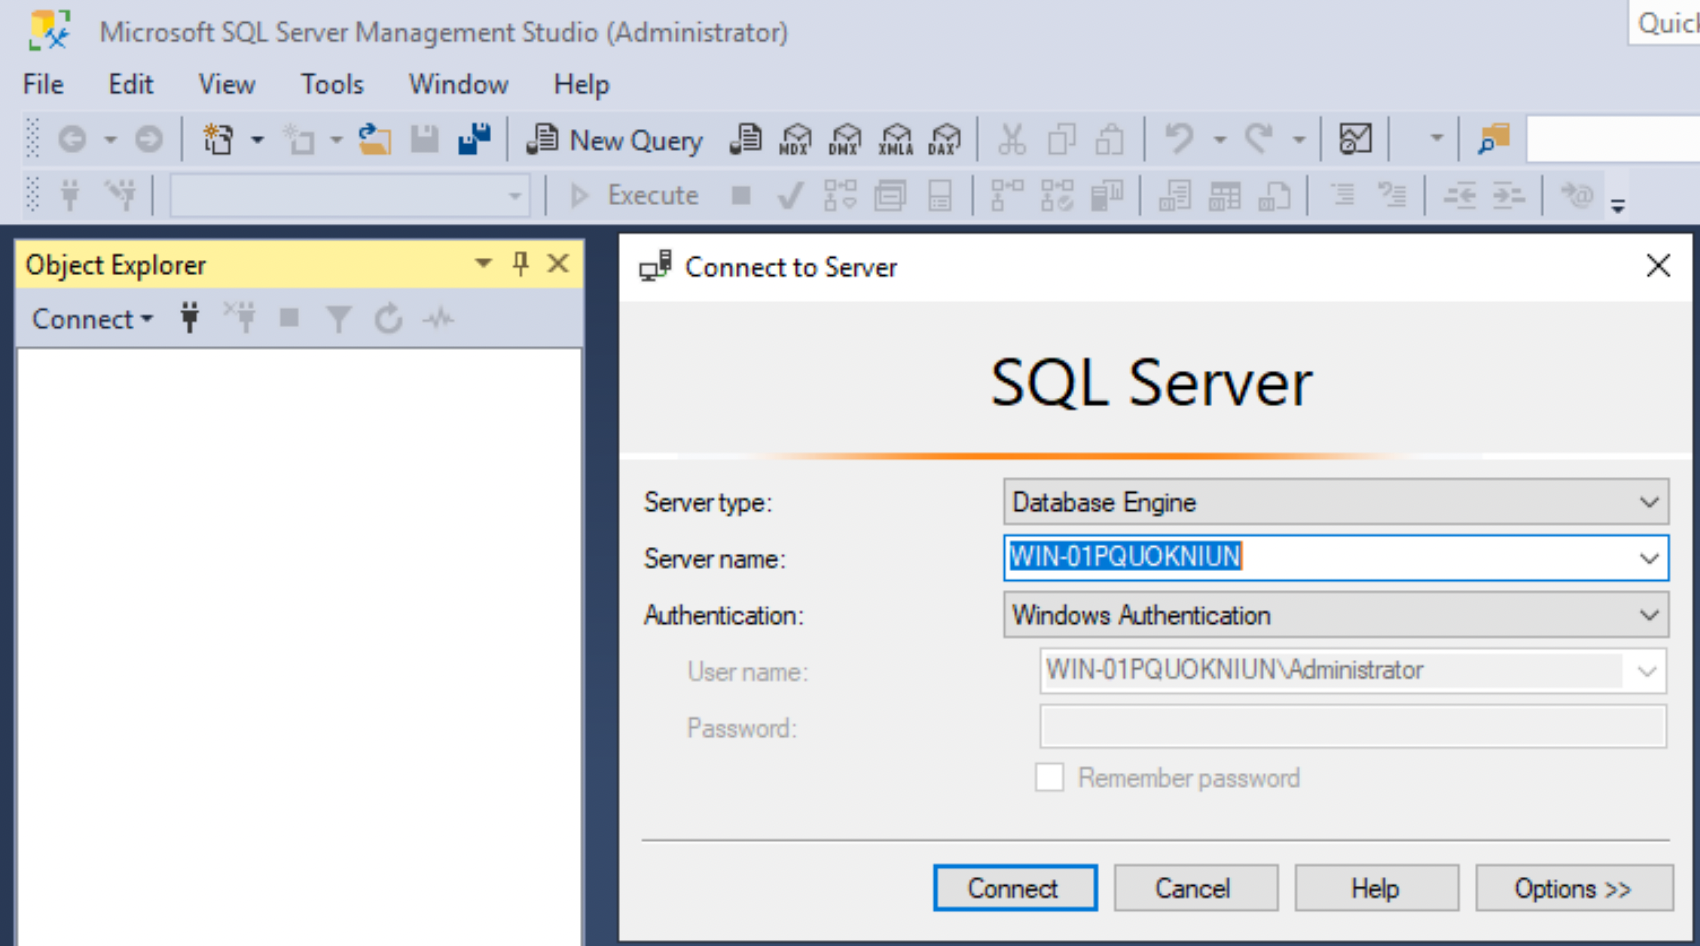 Microsoft SQL Server Management Studio (Administrator)
File Edit View Tools Window Help
New Query MDX DMX XMLA DAX
Execute
Object Explorer
Connect
Connect to Server
SQL Server
Server type: Database Engine
Server name: WIN-01PQUOKNIUN
Authentication: Windows Authentication
User name: WIN-01PQUOKNIUN\Administrator
Password:
Remember password
Connect Cancel Help Options >>